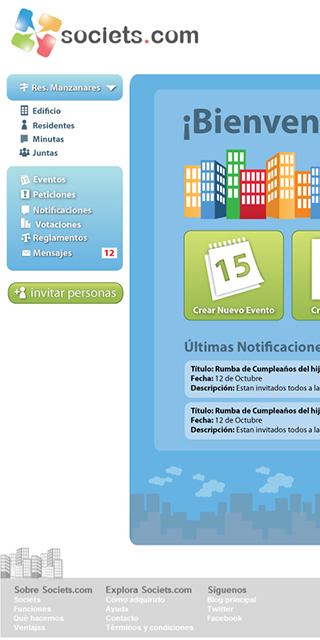 societs.com
Res. Manzanares
Edificio
Residentes
Minutas
Juntas
Eventos
Peticiones
Notificaciones
Votaciones
Reglamentos
Mensajes 12
invitar personas
¡Bienven
15
Crear Nuevo Evento
Cr
Últimas Notificacione
Título: Rumba de Cumpleaños del hij
Fecha: 12 de Octubre
Descripción: Estan invitados todos a la
Título: Rumba de Cumpleaños del hij
Fecha: 12 de Octubre
Descripción: Estan invitados todos a la
Sobre Societs.com
Societs
Funciones
Qué hacemos
Ventajas
Explora Societs.com
Cómo adquirirlo
Ayuda
Contacto
Términos y condiciones
Síguenos
Blog principal
Twitter
Facebook